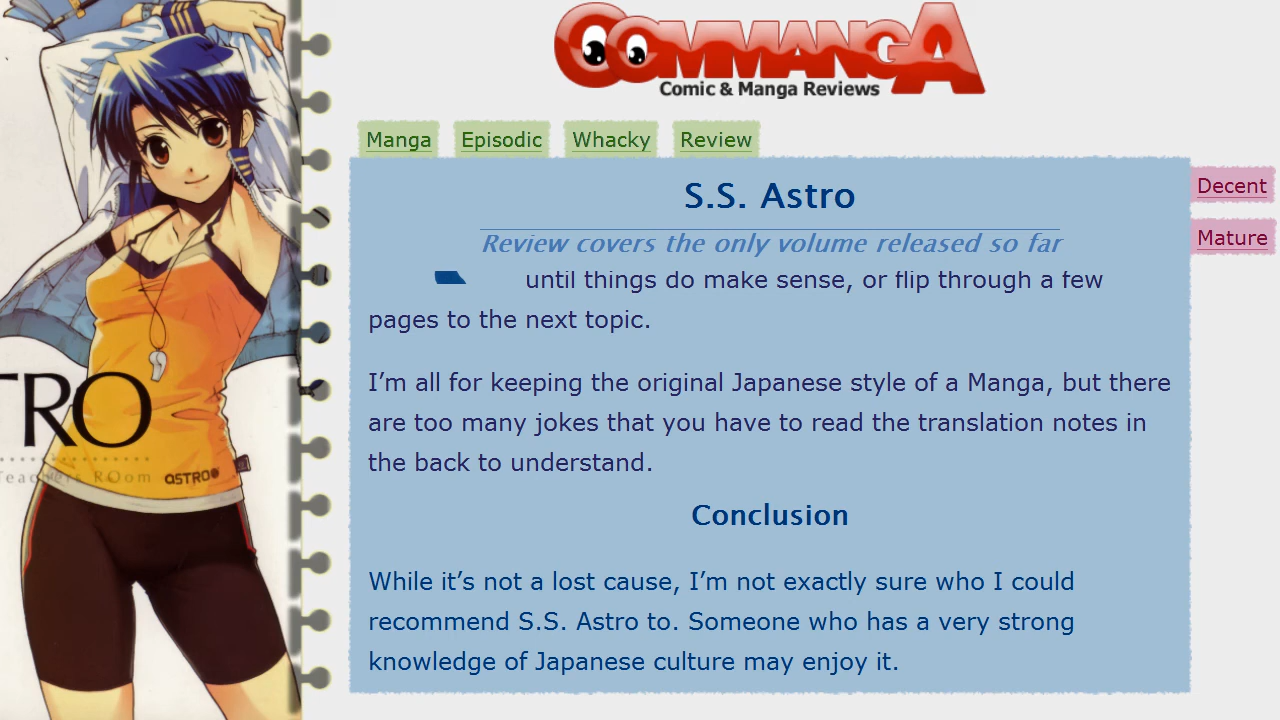 COMMANGA
Comic & Manga Reviews
Manga
Episodic
Whacky
Review
Decent
Mature
S.S. Astro
Review covers the only volume released so far
until things do make sense, or flip through a few
pages to the next topic.
I’m all for keeping the original Japanese style of a Manga, but there
are too many jokes that you have to read the translation notes in
the back to understand.
Conclusion
While it’s not a lost cause, I’m not exactly sure who I could
recommend S.S. Astro to. Someone who has a very strong
knowledge of Japanese culture may enjoy it.
TRO
Teachers ROom
ASTRO